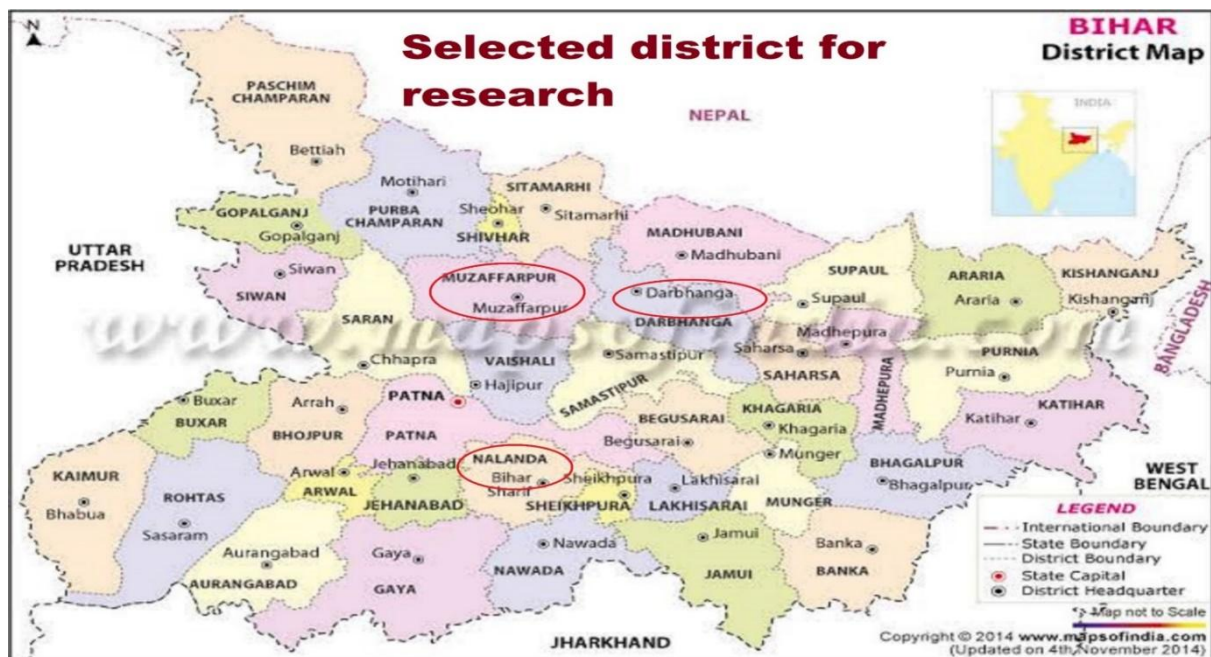 N
Selected district for
research
BIHAR
District Map
INDIA
NEPAL
PASCHIM
CHAMPARAN
Bettiah
Motihari
PURBA
CHAMPARAN
SITAMARHI
Sitamarhi
Sheohar
SHIVHAR
GOPALGANJ
Gopalganj
UTTAR
PRADESH
Siwan
SIWAN
MUZAFFARPUR
Muzaffarpur
MADHUBANI
Madhubani
Darbhanga
DARBHANGA
SUPAUL
Supaul
ARARIA
Araria
KISHANGANJ
Kishanganj
www.mapsofindia.com
SARAN
Chhapra
VAISHALI
Hajipur
Samastipur
SAMASTIPUR
Madhepura
Saharsa
SAHARSA
MADHEPURA
PURNIA
Purnia
BANGLADESH
KATIHAR
Katihar
Buxar
BUXAR
Arrah
BHOJPUR
PATNA
PATNA
BEGUSARAI
Begusarai
KHAGARIA
Khagaria
Munger
MUNGER
BHAGALPUR
Bhagalpur
WEST
BENGAL
KAIMUR
Bhabua
ROHTAS
Sasaram
Arwal
ARWAL
Jehanabad
JEHANABAD
NALANDA
Bihar
Sharif
Sheikhpura
SHEIKHPURA
Lakhisarai
LAKHISARAI
Aurangabad
AURANGABAD
Gaya
GAYA
Nawada
NAWADA
Jamui
JAMUI
Banka
BANKA
JHARKHAND
LEGEND
International Boundary
State Boundary
District Boundary
State Capital
District Headquarter
Map not to Scale
Copyright © 2014 www.mapsofindia.com
(Updated on 4th November 2014)